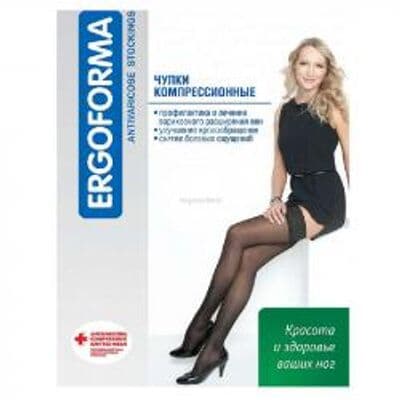 ERGOFORMA
ANTIVARICOSE STOCKINGS
ЧУЛКИ
КОМПРЕССИОННЫЕ
• профилактика и лечение
варикозного расширения вен
• улучшение кровообращения
• снятие болевых ощущений
Красота
и здоровье
ваших ног